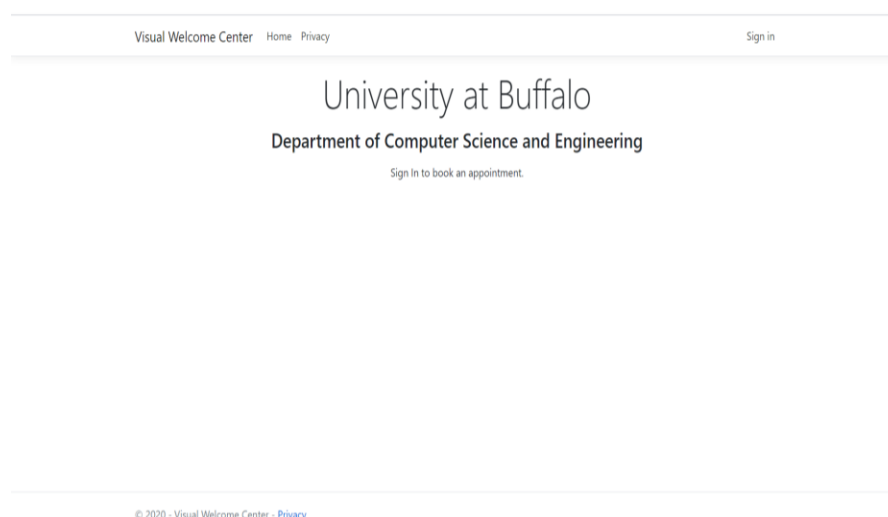 Visual Welcome Center Home Privacy Sign in
University at Buffalo
Department of Computer Science and Engineering
Sign In to book an appointment.
© 2020 - Visual Welcome Center - Privacy